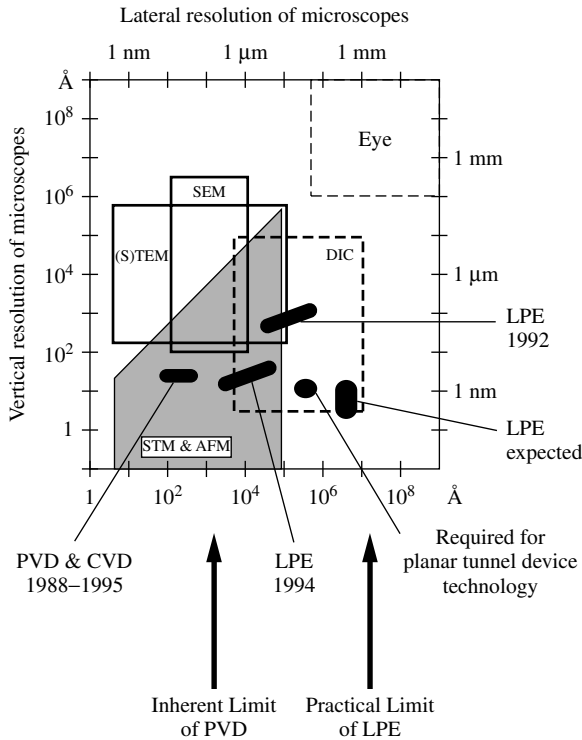 Lateral resolution of microscopes
1 nm 1 µm 1 mm
Å
10⁸
10⁶
10⁴
10²
1
Vertical resolution of microscopes
Eye
SEM
(S)TEM
DIC
STM & AFM
1 mm
1 µm
1 nm
LPE
1992
LPE
expected
1 10² 10⁴ 10⁶ 10⁸ Å
PVD & CVD
1988–1995
LPE
1994
Required for
planar tunnel device
technology
Inherent Limit
of PVD
Practical Limit
of LPE